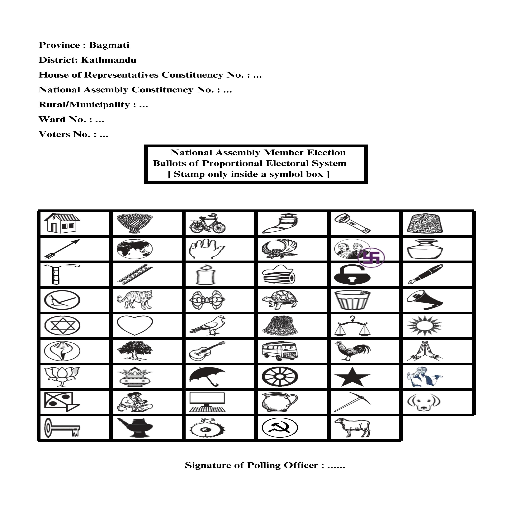 Province : Bagmati
District: Kathmandu
House of Representatives Constituency No. : ...
National Assembly Constituency No. : ...
Rural/Municipality : ...
Ward No. : ...
Voters No. : ...
National Assembly Member Election
Ballots of Proportional Electoral System
[ Stamp only inside a symbol box ]
Signature of Polling Officer : ......